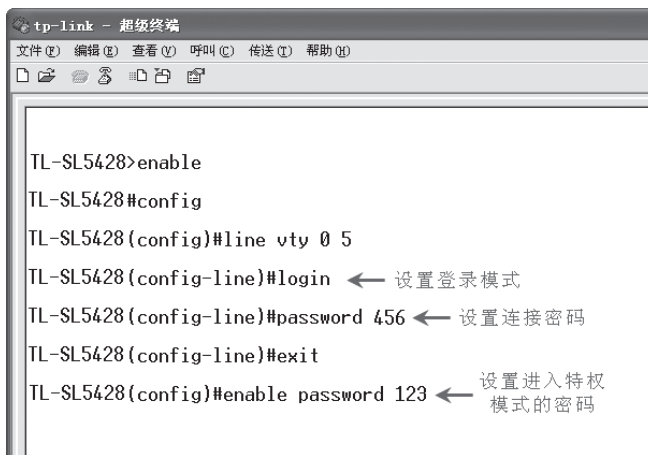 tp-link - 超级终端
文件(F) 编辑(E) 查看(V) 呼叫(C) 传送(T) 帮助(H)
TL-SL5428>enable
TL-SL5428#config
TL-SL5428(config)#line vty 0 5
TL-SL5428(config-line)#login 设置登录模式
TL-SL5428(config-line)#password 456 设置连接密码
TL-SL5428(config-line)#exit
TL-SL5428(config)#enable password 123 设置进入特权
模式的密码